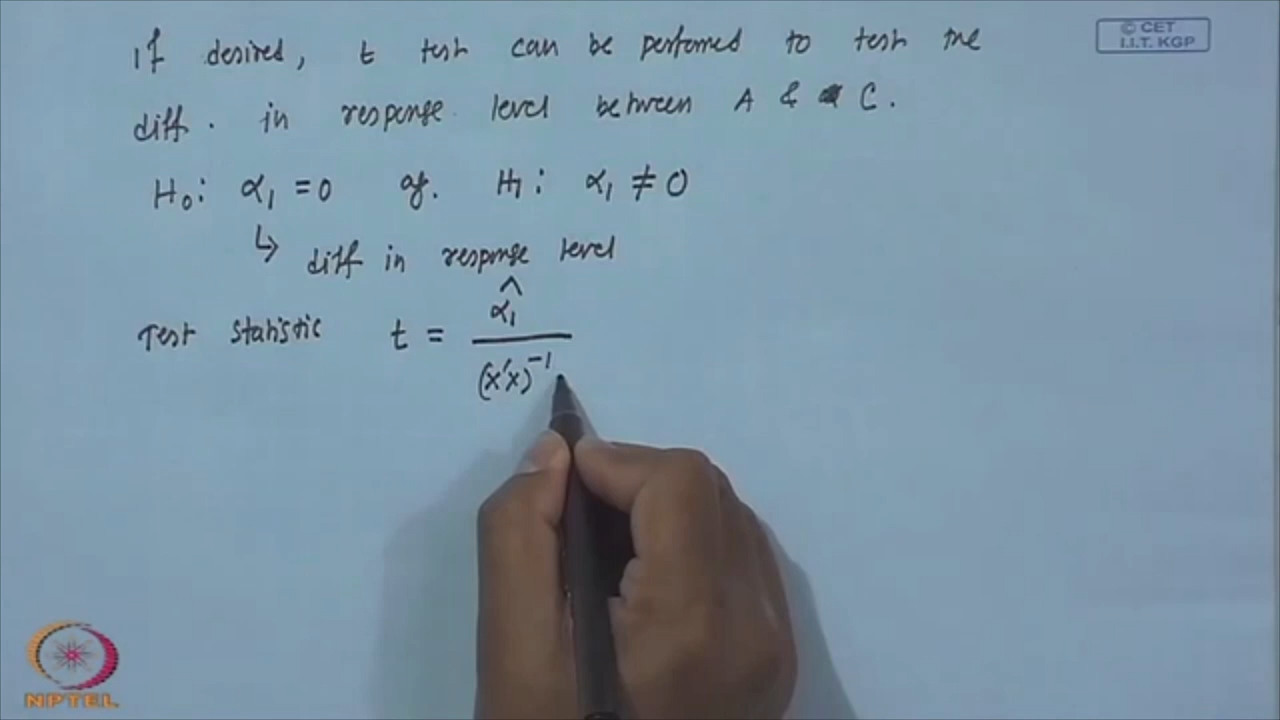 © CET
I.I.T. KGP
If desired, t test can be performed to test the
diff. in response level between A & C.
H₀: α₁ = 0 ag. H₁: α₁ ≠ 0
↳ diff in response level
Test Statistic t = α̂₁ / (x'x)⁻¹
NPTEL